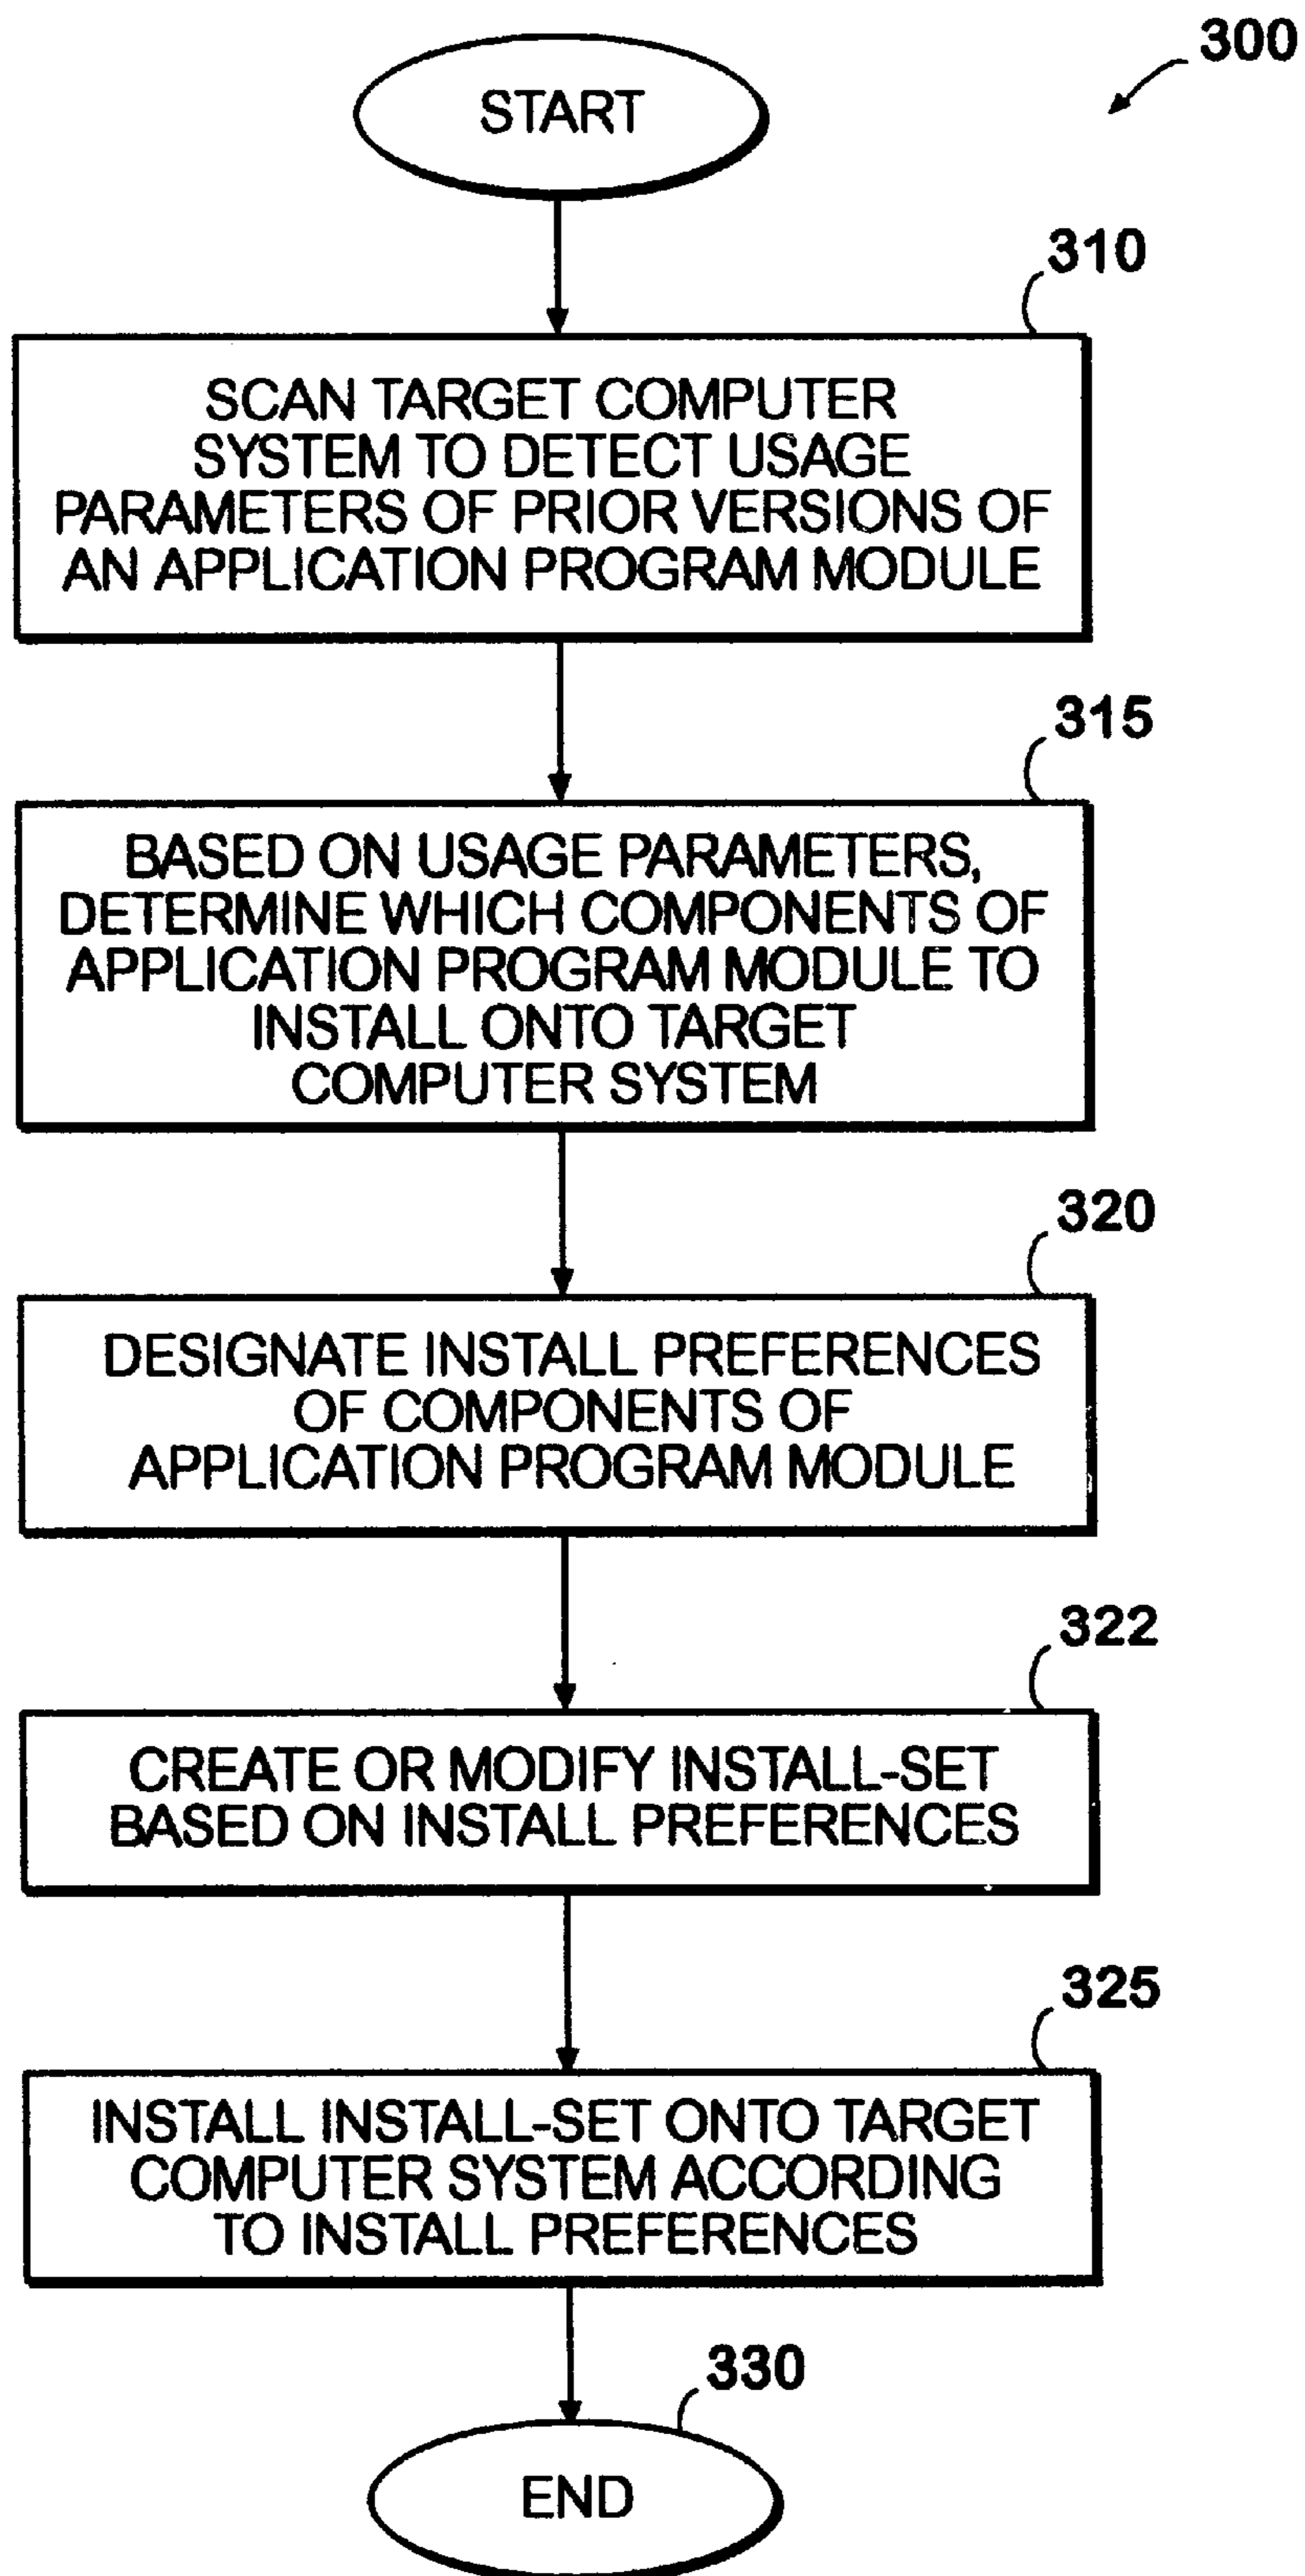 300
START
310
SCAN TARGET COMPUTER
SYSTEM TO DETECT USAGE
PARAMETERS OF PRIOR VERSIONS OF
AN APPLICATION PROGRAM MODULE
315
BASED ON USAGE PARAMETERS,
DETERMINE WHICH COMPONENTS OF
APPLICATION PROGRAM MODULE TO
INSTALL ONTO TARGET
COMPUTER SYSTEM
320
DESIGNATE INSTALL PREFERENCES
OF COMPONENTS OF
APPLICATION PROGRAM MODULE
322
CREATE OR MODIFY INSTALL-SET
BASED ON INSTALL PREFERENCES
325
INSTALL INSTALL-SET ONTO TARGET
COMPUTER SYSTEM ACCORDING
TO INSTALL PREFERENCES
330
END